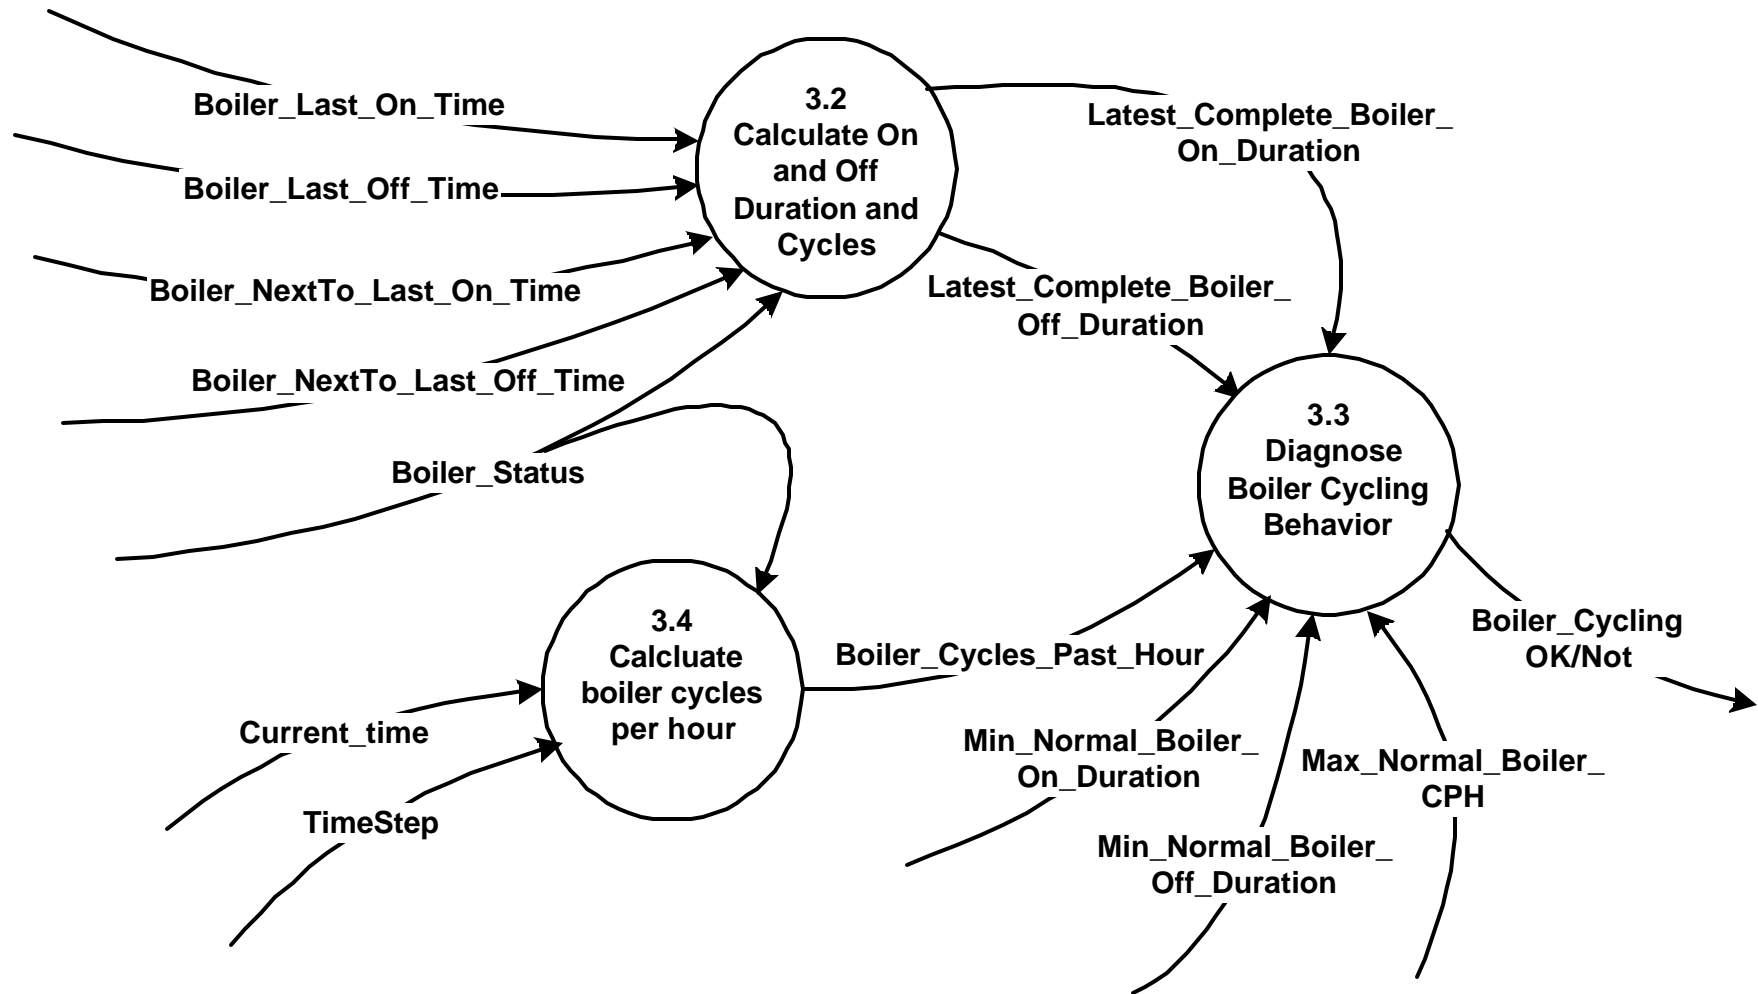 Boiler_Last_On_Time
Boiler_Last_Off_Time
Boiler_NextTo_Last_On_Time
Boiler_NextTo_Last_Off_Time
Boiler_Status
3.2
Calculate On
and Off
Duration and
Cycles
Latest_Complete_Boiler_
On_Duration
Latest_Complete_Boiler_
Off_Duration
3.3
Diagnose
Boiler Cycling
Behavior
3.4
Calcluate
boiler cycles
per hour
Current_time
TimeStep
Boiler_Cycles_Past_Hour
Min_Normal_Boiler_
On_Duration
Min_Normal_Boiler_
Off_Duration
Max_Normal_Boiler_
CPH
Boiler_Cycling
OK/Not